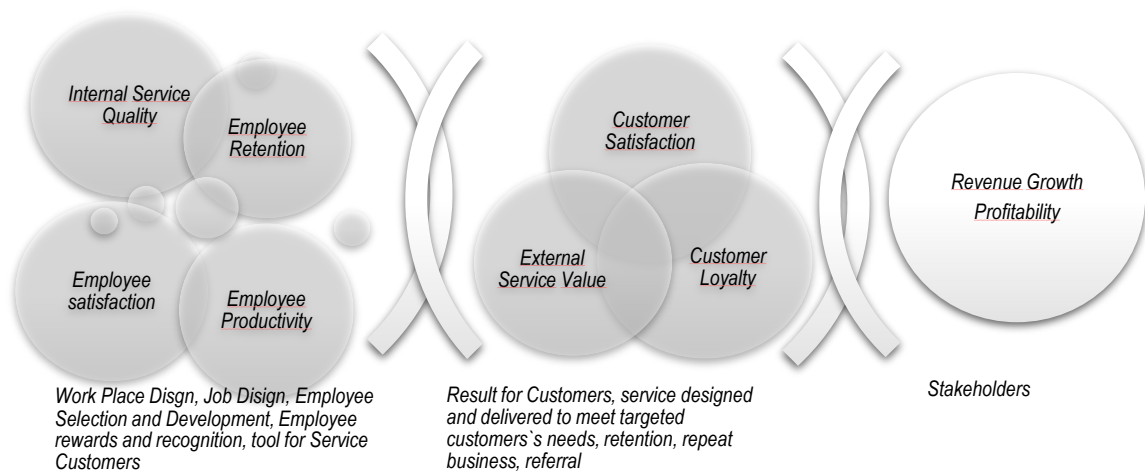 Internal Service
Quality
Employee
Retention
Employee
satisfaction
Employee
Productivity
Work Place Disgn, Job Disign, Employee
Selection and Development, Employee
rewards and recognition, tool for Service
Customers
Customer
Satisfaction
External
Service Value
Customer
Loyalty
Result for Customers, service designed
and delivered to meet targeted
customers`s needs, retention, repeat
business, referral
Revenue Growth
Profitability
Stakeholders